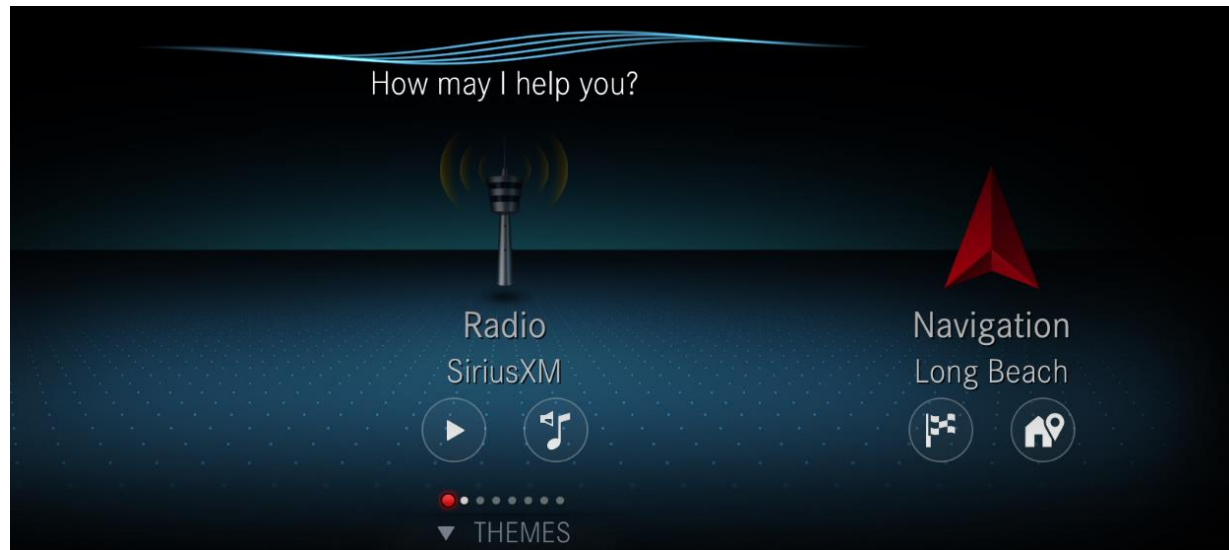 How may I help you?
Radio
SiriusXM
Navigation
Long Beach
THEMES